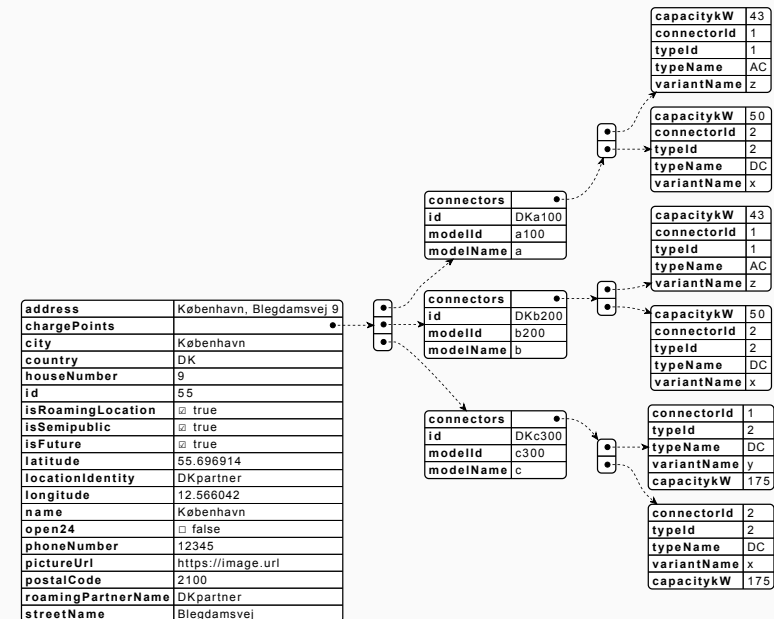 capacitykW 43
connectorId 1
typeId 1
typeName AC
variantName z
capacitykW 50
connectorId 2
typeId 2
typeName DC
variantName x
connectors
id DKa100
modelId a100
modelName a
capacitykW 43
connectorId 1
typeId 1
typeName AC
variantName z
address København, Blegdamsvej 9
chargePoints
city København
country DK
houseNumber 9
id 55
isRoamingLocation ☑ true
isSemipublic ☑ true
isFuture ☑ true
latitude 55.696914
locationIdentity DKpartner
longitude 12.566042
name København
open24 □ false
phoneNumber 12345
pictureUrl https://image.url
postalCode 2100
roamingPartnerName DKpartner
streetName Blegdamsvej
connectors
id DKb200
modelId b200
modelName b
capacitykW 50
connectorId 2
typeId 2
typeName DC
variantName x
connectors
id DKc300
modelId c300
modelName c
connectorId 1
typeId 2
typeName DC
variantName y
capacitykW 175
connectorId 2
typeId 2
typeName DC
variantName x
capacitykW 175